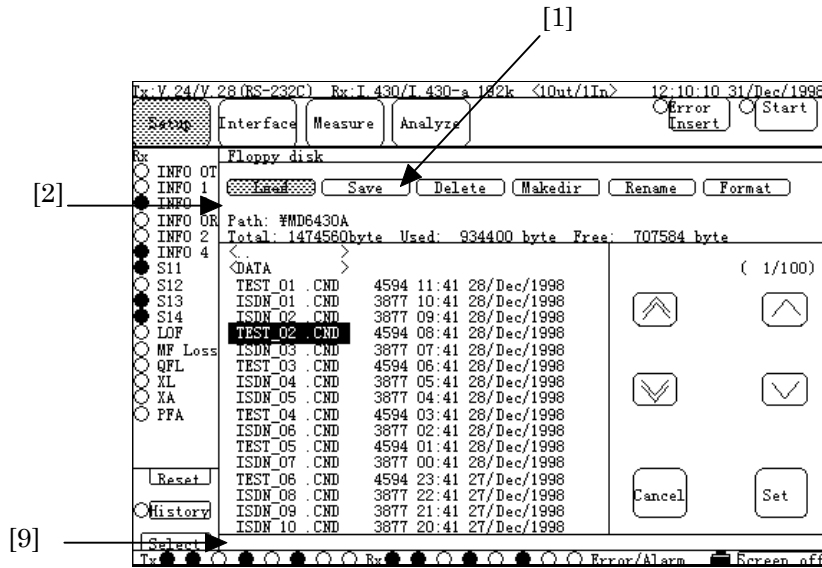 [1]
Tx:V.24/V.28(RS-232C) Rx:I.430/I.430-a 192k <1Out/1In> 12:10:10 31/Dec/1998
Setup Interface Measure Analyze Error Insert Start
Rx Floppy disk
INFO OT
[2] INFO 1 Load Save Delete Makedir Rename Format
INFO
INFO OR Path: ¥MD6430A
INFO 2 Total: 1474560byte Used: 934400 byte Free: 707584 byte
INFO 4 <.. >
S11 <DATA > ( 1/100)
S12 TEST_01 .CND 4594 11:41 28/Dec/1998
S13 ISDN_01 .CND 3877 10:41 28/Dec/1998
S14 ISDN_02 .CND 3877 09:41 28/Dec/1998
LOF TEST_02 .CND 4594 08:41 28/Dec/1998
MF Loss ISDN_03 .CND 3877 07:41 28/Dec/1998
QFL TEST_03 .CND 4594 06:41 28/Dec/1998
XL ISDN_04 .CND 3877 05:41 28/Dec/1998
XA ISDN_05 .CND 3877 04:41 28/Dec/1998
PFA TEST_04 .CND 4594 03:41 28/Dec/1998
ISDN_06 .CND 3877 02:41 28/Dec/1998
TEST_05 .CND 4594 01:41 28/Dec/1998
ISDN_07 .CND 3877 00:41 28/Dec/1998
Reset TEST_06 .CND 4594 23:41 27/Dec/1998
ISDN_08 .CND 3877 22:41 27/Dec/1998 Cancel Set
History ISDN_09 .CND 3877 21:41 27/Dec/1998
ISDN_10 .CND 3877 20:41 27/Dec/1998
[9] Select
Tx Rx Error/Alarm Screen off